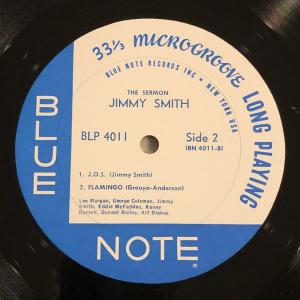 33⅓ MICROGROOVE LONG PLAYING
BLUE NOTE RECORDS INC • NEW YORK USA
THE SERMON
JIMMY SMITH
BLP 4011
Side 2
(BN 4011-B)
1. J.O.S. (Jimmy Smith)
2. FLAMINGO (Grouya-Anderson)
Lee Morgan, George Coleman, Jimmy
Smith, Eddie McFadden, Kenny
Burrell, Donald Bailey, Art Blakey.
BLUE
NOTE
®